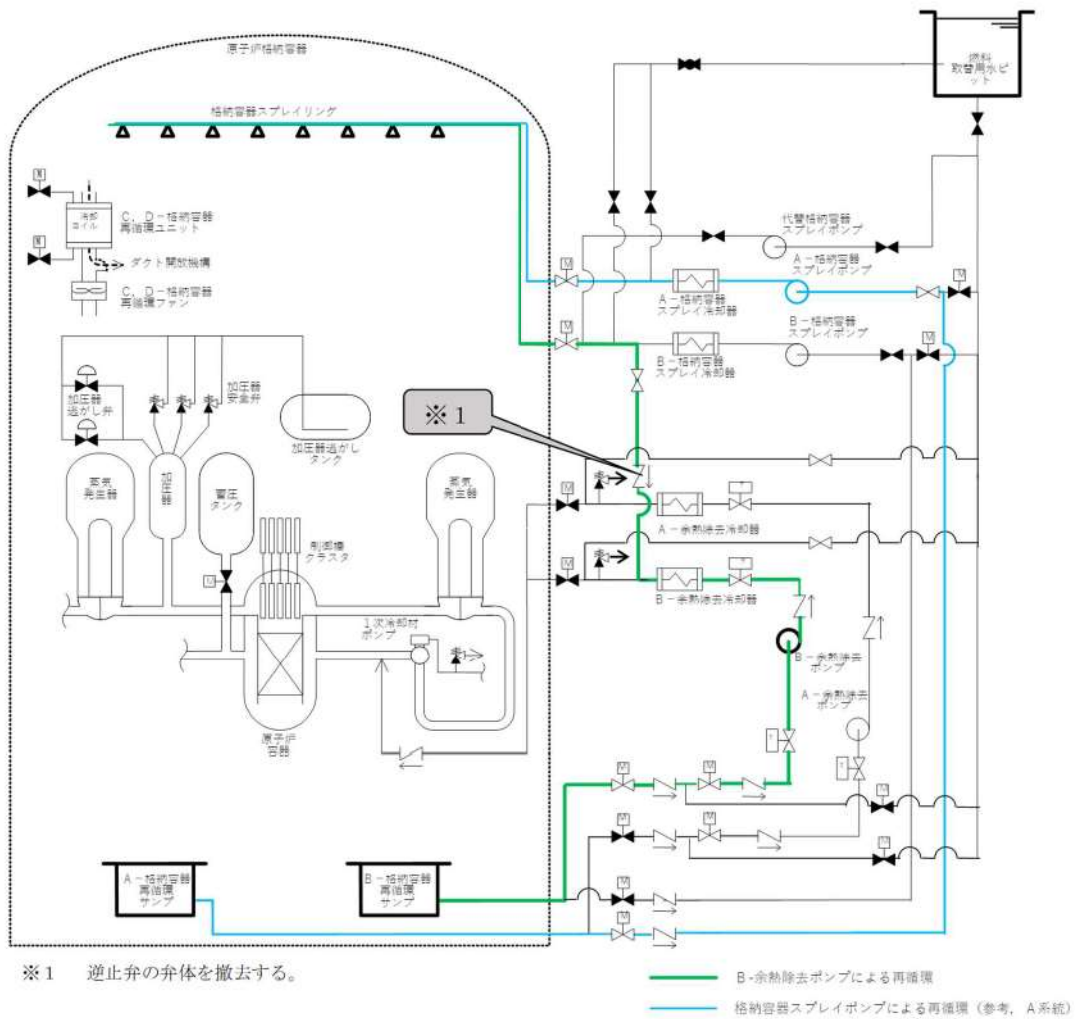 原子炉格納容器
格納容器スプレイリング
燃料
取替用水ピ
ット
M
冷却
コイル
C，D－格納容器
再循環ユニット
M
ダクト開放機構
C，D－格納容器
再循環ファン
代替格納容器
スプレイポンプ
A－格納容器
スプレイポンプ
M
M
A－格納容器
スプレイ冷却器
B－格納容器
スプレイポンプ
M
M
B－格納容器
スプレイ冷却器
加圧器
逃がし弁
加圧器
安全弁
加圧器逃がし
タンク
※１
蒸気
発生器
加
圧
器
蓄圧
タンク
蒸気
発生器
制御棒
クラスタ
M
M
A－余熱除去冷却器
M
B－余熱除去冷却器
１次冷却材
ポンプ
B－余熱除去
ポンプ
A－余熱除去
ポンプ
原子炉
容器
M
M
M
M
M
M
M
M
A－格納容器
再循環
サンプ
B－格納容器
再循環
サンプ
※１　逆止弁の弁体を撤去する。
B-余熱除去ポンプによる再循環
格納容器スプレイポンプによる再循環（参考，A系統）